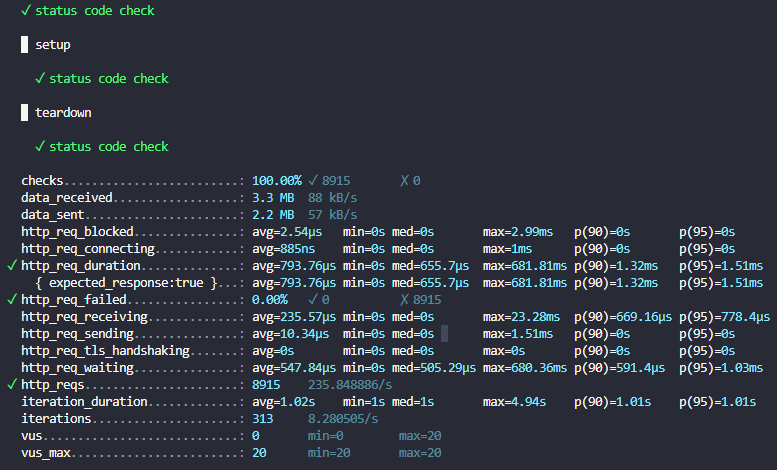 ✓ status code check
█ setup
✓ status code check
█ teardown
✓ status code check
checks.........................: 100.00% ✓ 8915 ✗ 0
data_received..................: 3.3 MB 88 kB/s
data_sent......................: 2.2 MB 57 kB/s
http_req_blocked...............: avg=2.54µs min=0s med=0s max=2.99ms p(90)=0s p(95)=0s
http_req_connecting............: avg=885ns min=0s med=0s max=1ms p(90)=0s p(95)=0s
✓ http_req_duration..............: avg=793.76µs min=0s med=655.7µs max=681.81ms p(90)=1.32ms p(95)=1.51ms
{ expected_response:true }...: avg=793.76µs min=0s med=655.7µs max=681.81ms p(90)=1.32ms p(95)=1.51ms
✓ http_req_failed................: 0.00% ✓ 0 ✗ 8915
http_req_receiving.............: avg=235.57µs min=0s med=0s max=23.28ms p(90)=669.16µs p(95)=778.4µs
http_req_sending...............: avg=10.34µs min=0s med=0s max=1.51ms p(90)=0s p(95)=0s
http_req_tls_handshaking.......: avg=0s min=0s med=0s max=0s p(90)=0s p(95)=0s
http_req_waiting...............: avg=547.84µs min=0s med=505.29µs max=680.36ms p(90)=591.4µs p(95)=1.03ms
✓ http_reqs......................: 8915 235.848886/s
iteration_duration.............: avg=1.02s min=1s med=1s max=4.94s p(90)=1.01s p(95)=1.01s
iterations.....................: 313 8.280505/s
vus............................: 0 min=0 max=20
vus_max........................: 20 min=20 max=20